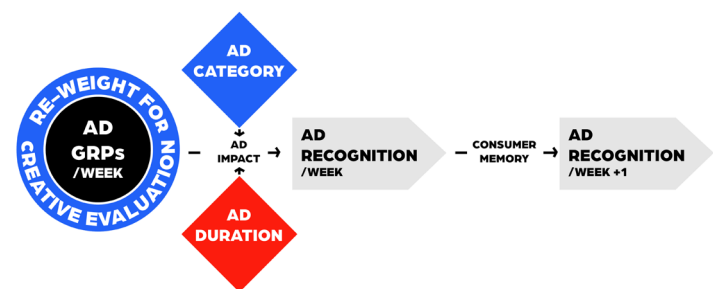 RE-WEIGHT FOR
CREATIVE EVALUATION
AD
GRPs
/WEEK
AD
CATEGORY
AD
IMPACT
AD
DURATION
AD
RECOGNITION
/WEEK
CONSUMER
MEMORY
AD
RECOGNITION
/WEEK +1